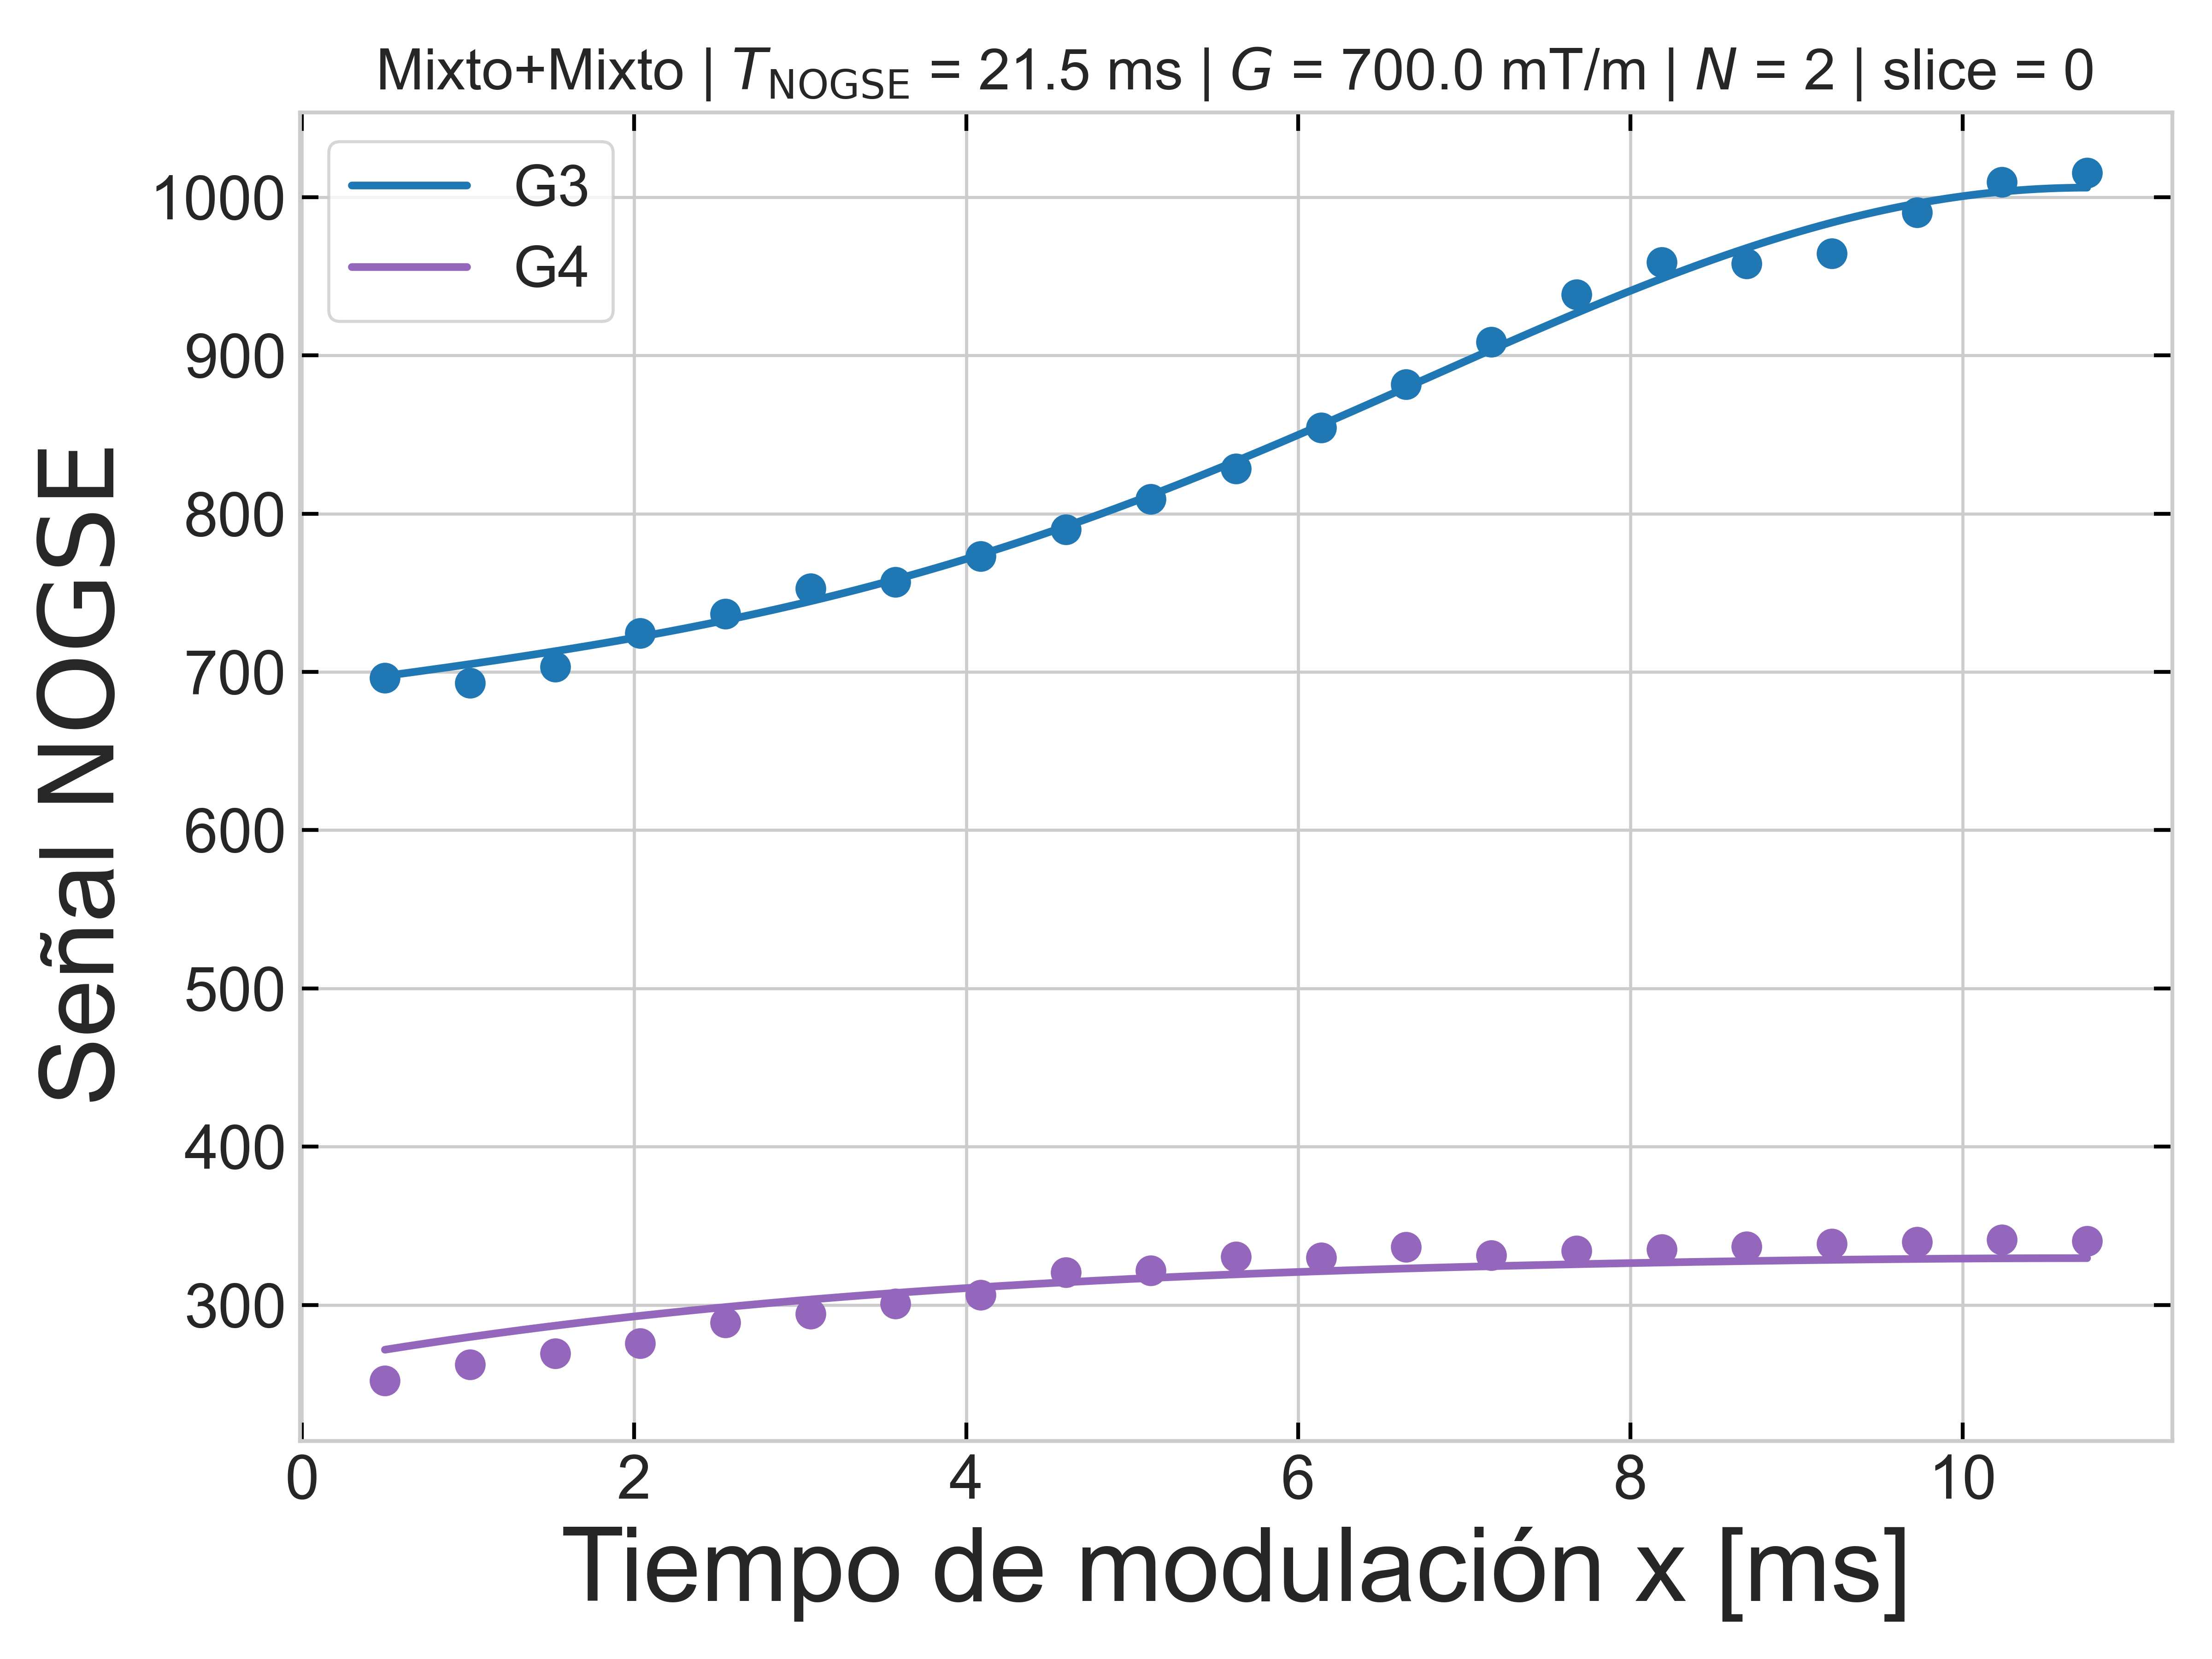 Mixto+Mixto | T_NOGSE = 21.5 ms | G = 700.0 mT/m | N = 2 | slice = 0
G3
G4
1000
900
800
700
600
500
400
300
Señal NOGSE
0 2 4 6 8 10
Tiempo de modulación x [ms]